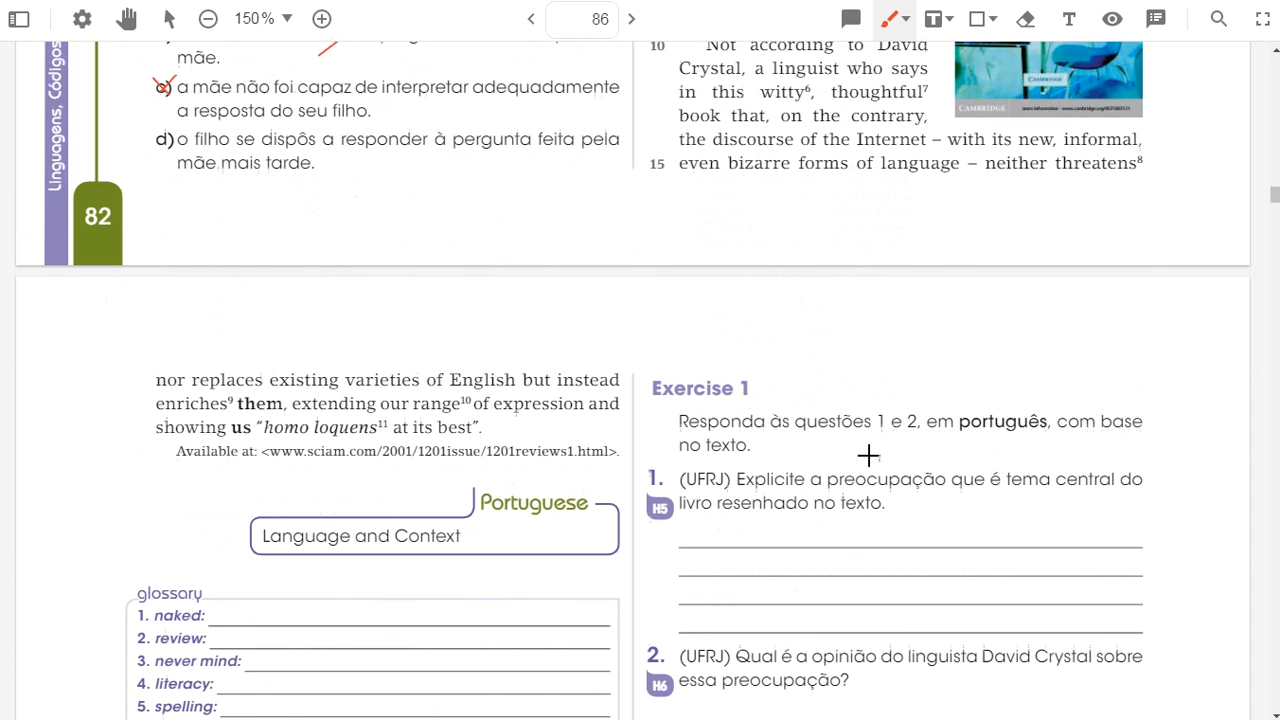 150%
86
Linguagens, Códigos
mãe.
c) a mãe não foi capaz de interpretar adequadamente
a resposta do seu filho.
d) o filho se dispôs a responder à pergunta feita pela
mãe mais tarde.
82
10 Not according to David
Crystal, a linguist who says
in this witty⁶, thoughtful⁷
book that, on the contrary,
the discourse of the Internet – with its new, informal,
15 even bizarre forms of language – neither threatens⁸
CAMBRIDGE
CAMBRIDGE
nor replaces existing varieties of English but instead
enriches⁹ them, extending our range¹⁰ of expression and
showing us "homo loquens¹¹ at its best".
Available at: <www.sciam.com/2001/1201issue/1201reviews1.html>.
Portuguese
Language and Context
glossary
1. naked:
2. review:
3. never mind:
4. literacy:
5. spelling:
Exercise 1
Responda às questões 1 e 2, em português, com base
no texto.
1. (UFRJ) Explicite a preocupação que é tema central do
H5 livro resenhado no texto.
2. (UFRJ) Qual é a opinião do linguista David Crystal sobre
H6 essa preocupação?